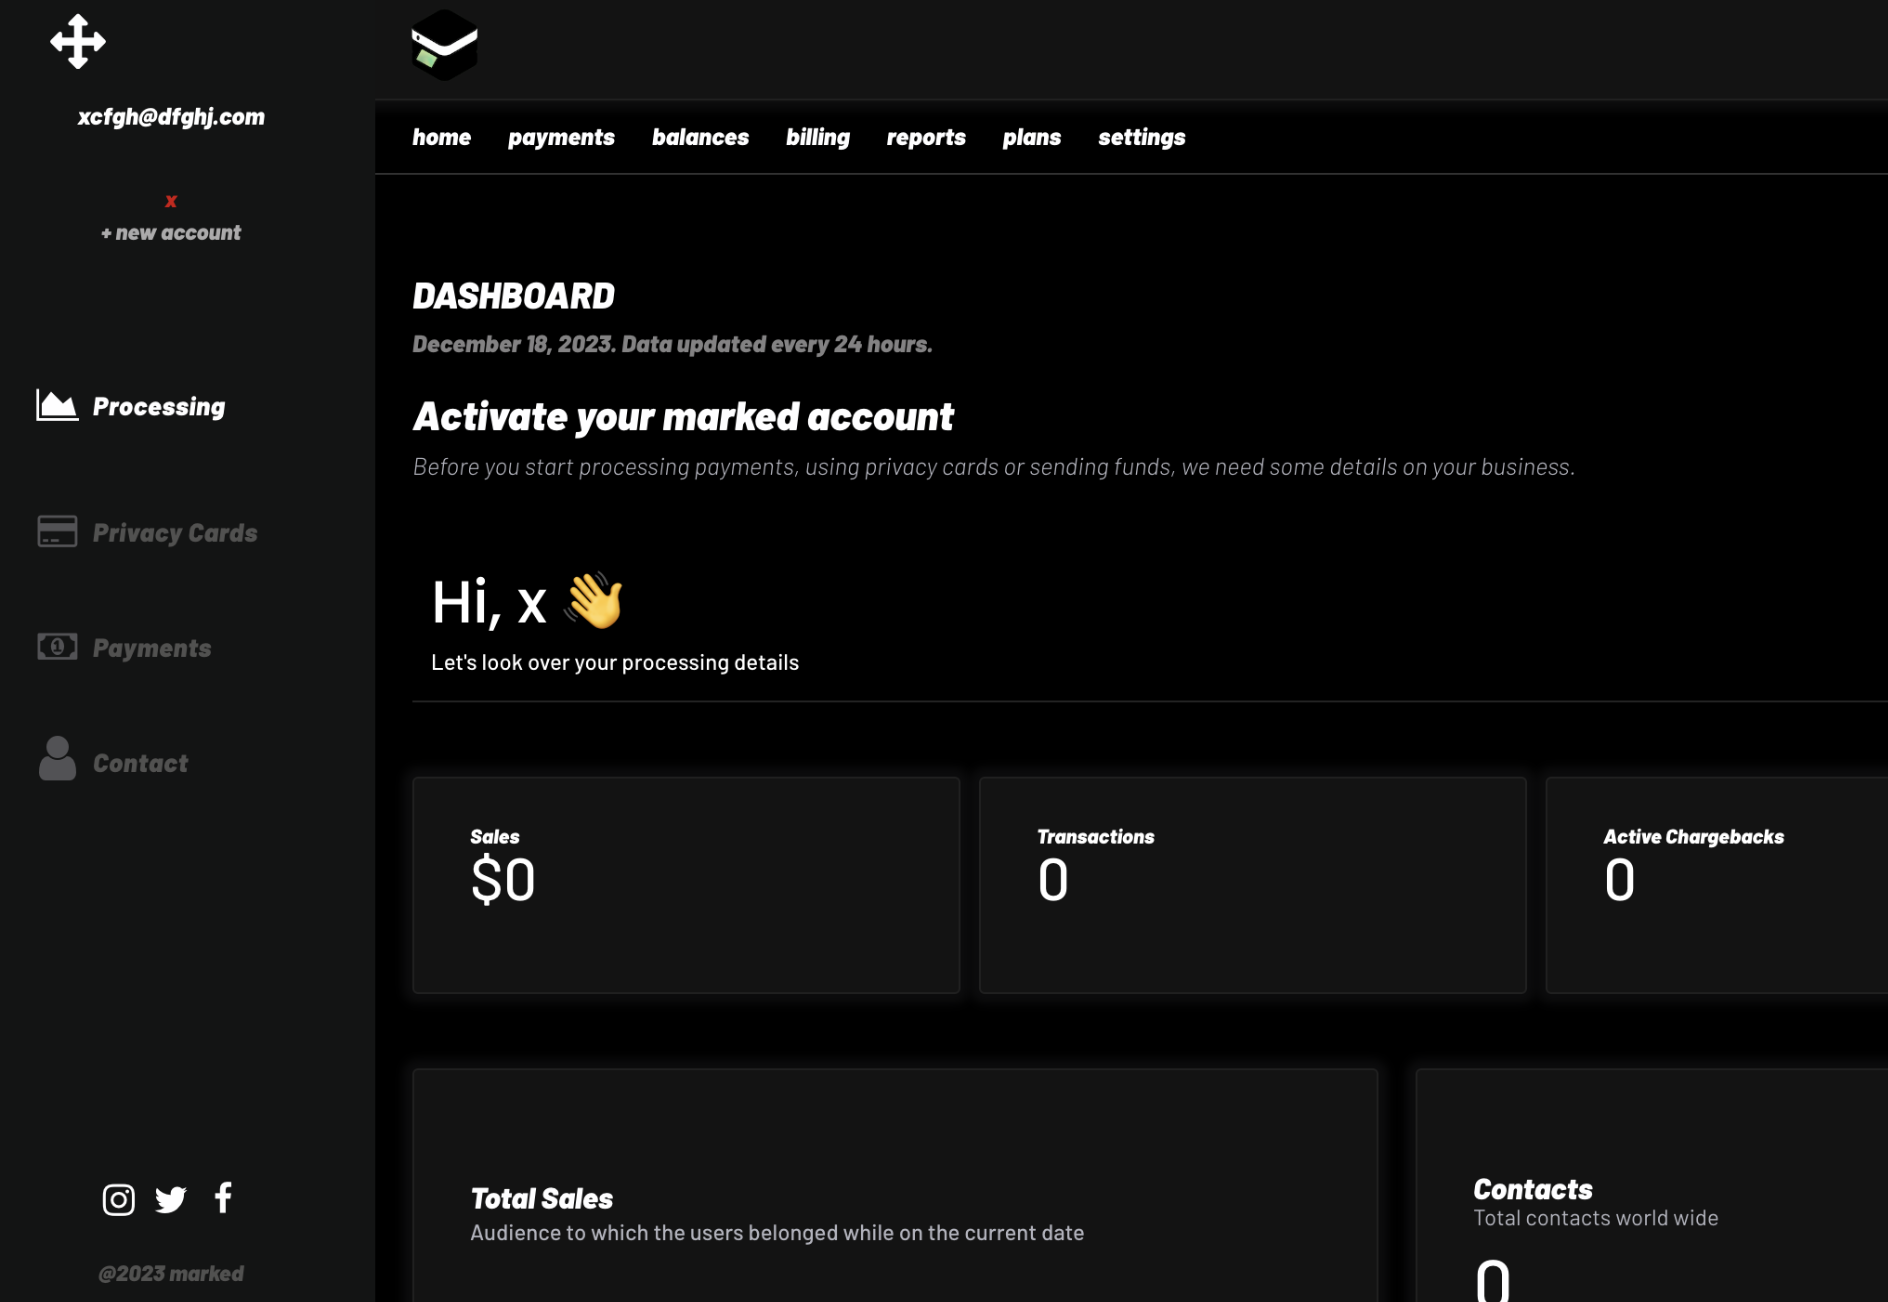 xcfgh@dfghj.com
x
+ new account
Processing
Privacy Cards
Payments
Contact
@2023 marked
home payments balances billing reports plans settings
DASHBOARD
December 18, 2023. Data updated every 24 hours.
Activate your marked account
Before you start processing payments, using privacy cards or sending funds, we need some details on your business.
Hi, x 👋
Let's look over your processing details
Sales
$0
Transactions
0
Active Chargebacks
0
Total Sales
Audience to which the users belonged while on the current date
Contacts
Total contacts world wide
0